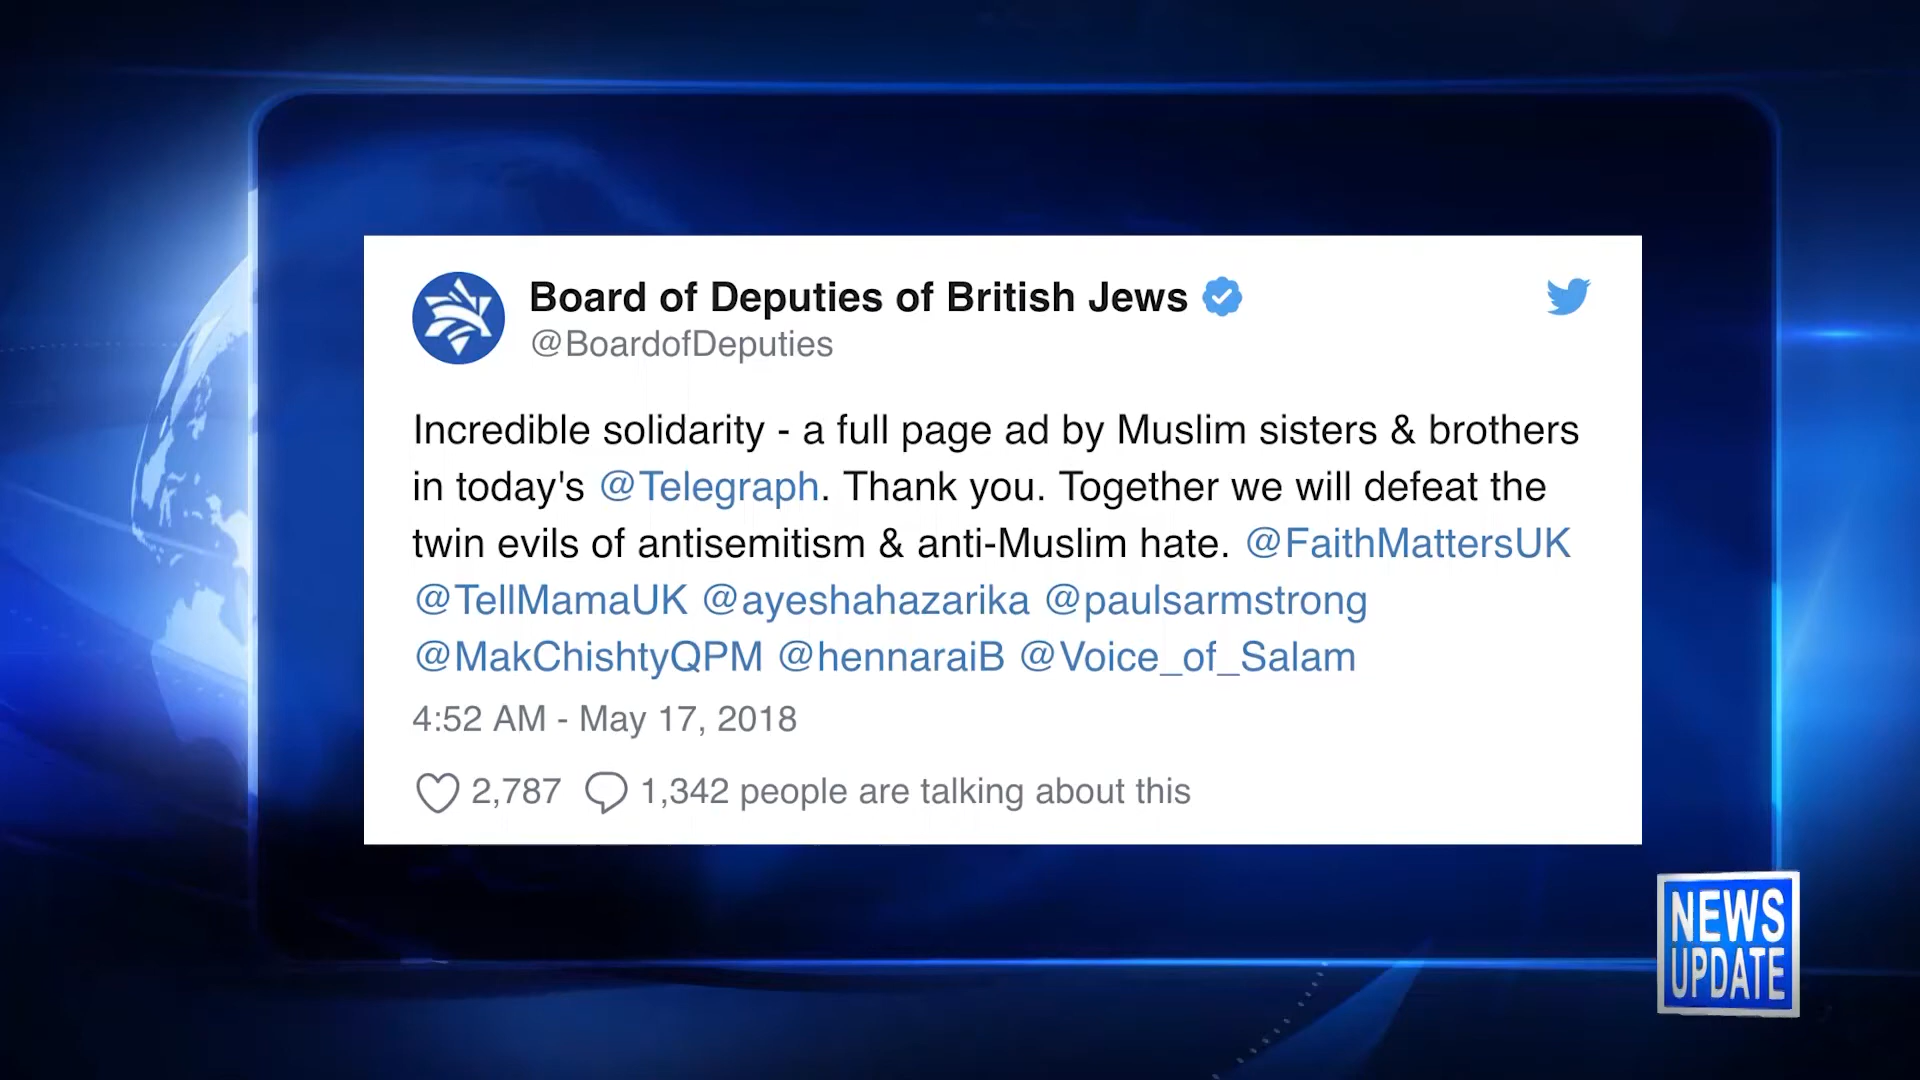 Board of Deputies of British Jews
@BoardofDeputies
Incredible solidarity - a full page ad by Muslim sisters & brothers
in today's @Telegraph. Thank you. Together we will defeat the
twin evils of antisemitism & anti-Muslim hate. @FaithMattersUK
@TellMamaUK @ayeshahazarika @paulsarmstrong
@MakChishtyQPM @hennaraiB @Voice_of_Salam
4:52 AM - May 17, 2018
2,787 1,342 people are talking about this
NEWS
UPDATE